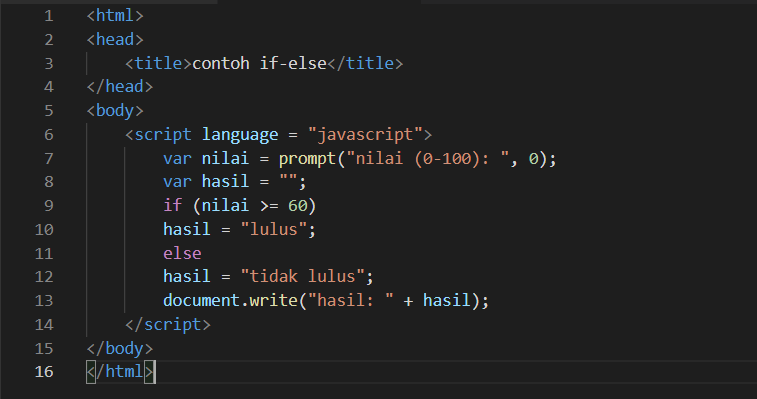 1 <html>
2 <head>
3     <title>contoh if-else</title>
4 </head>
5 <body>
6     <script language = "javascript">
7         var nilai = prompt("nilai (0-100): ", 0);
8         var hasil = "";
9         if (nilai >= 60)
10         hasil = "lulus";
11         else
12         hasil = "tidak lulus";
13         document.write("hasil: " + hasil);
14     </script>
15 </body>
16 </html>